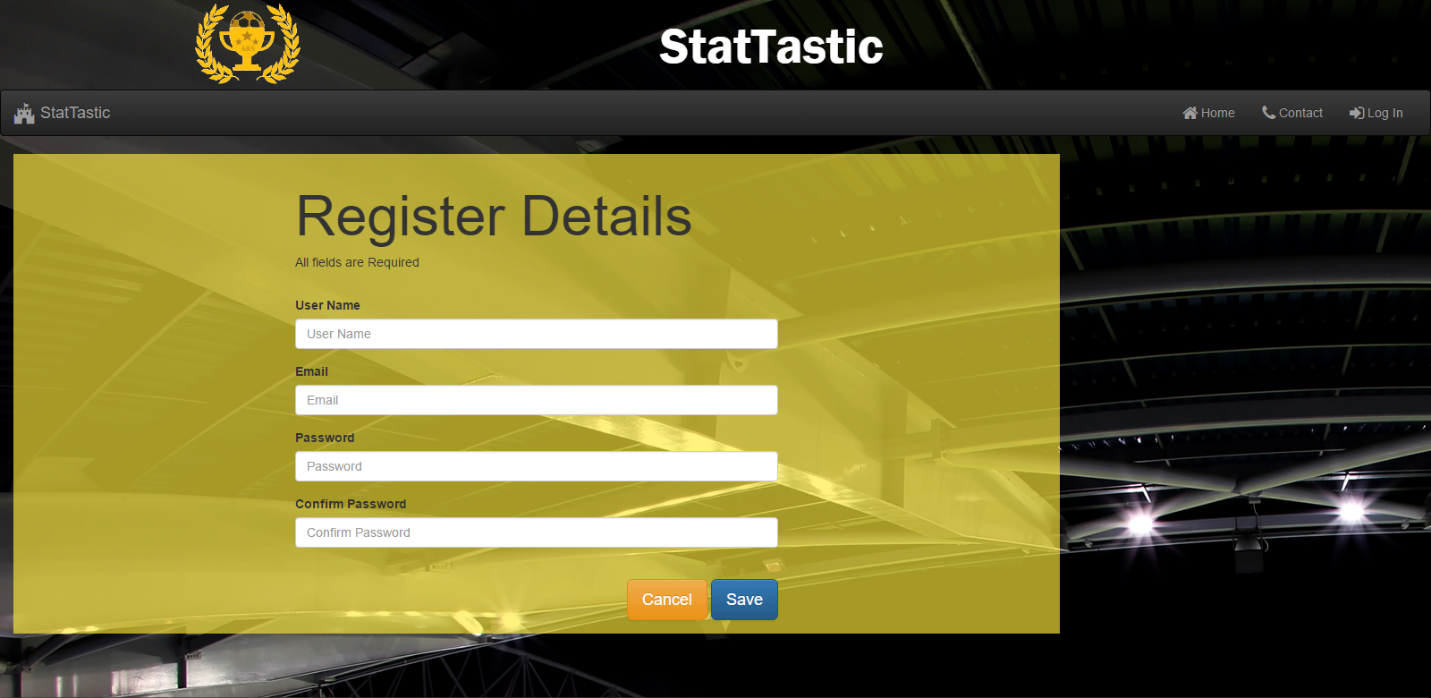 StatTastic
StatTastic
Home Contact Log In
Register Details
All fields are Required
User Name
User Name
Email
Email
Password
Password
Confirm Password
Confirm Password
Cancel Save